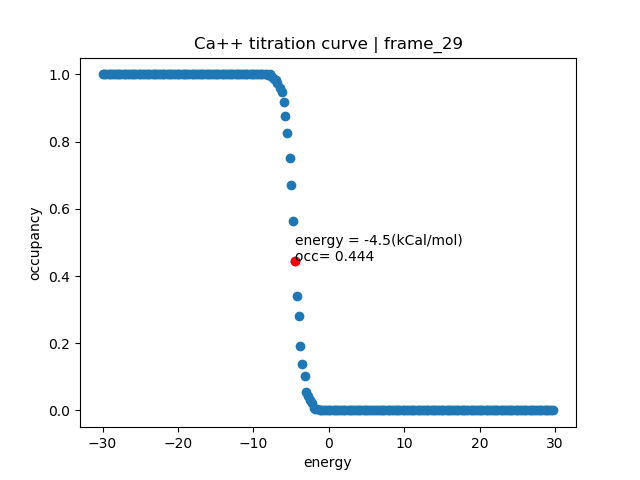 Ca++ titration curve | frame_29
1.0
0.8
0.6
0.4
0.2
0.0
occupancy
energy = -4.5(kCal/mol)
occ= 0.444
−30
−20
−10
0
10
20
30
energy